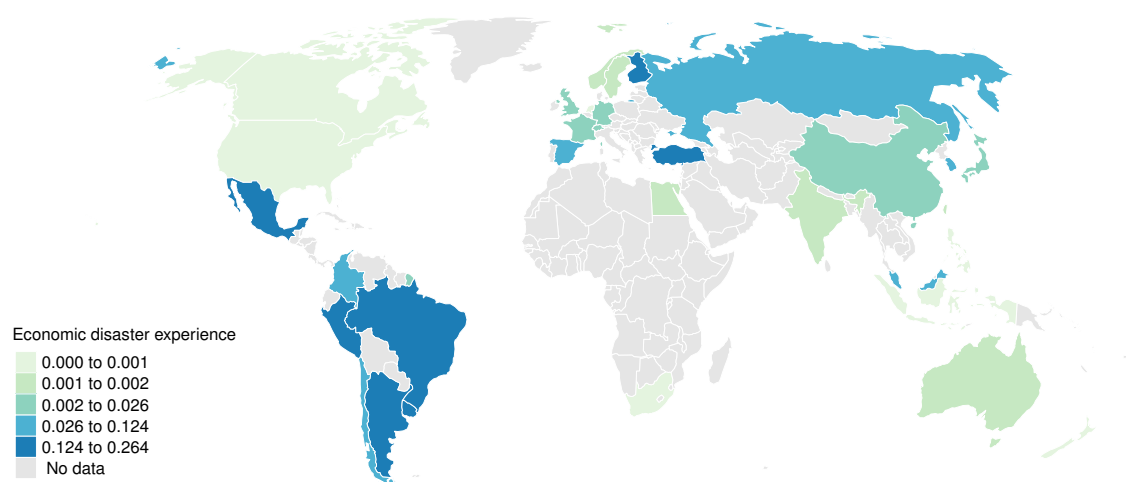 Economic disaster experience
0.000 to 0.001
0.001 to 0.002
0.002 to 0.026
0.026 to 0.124
0.124 to 0.264
No data